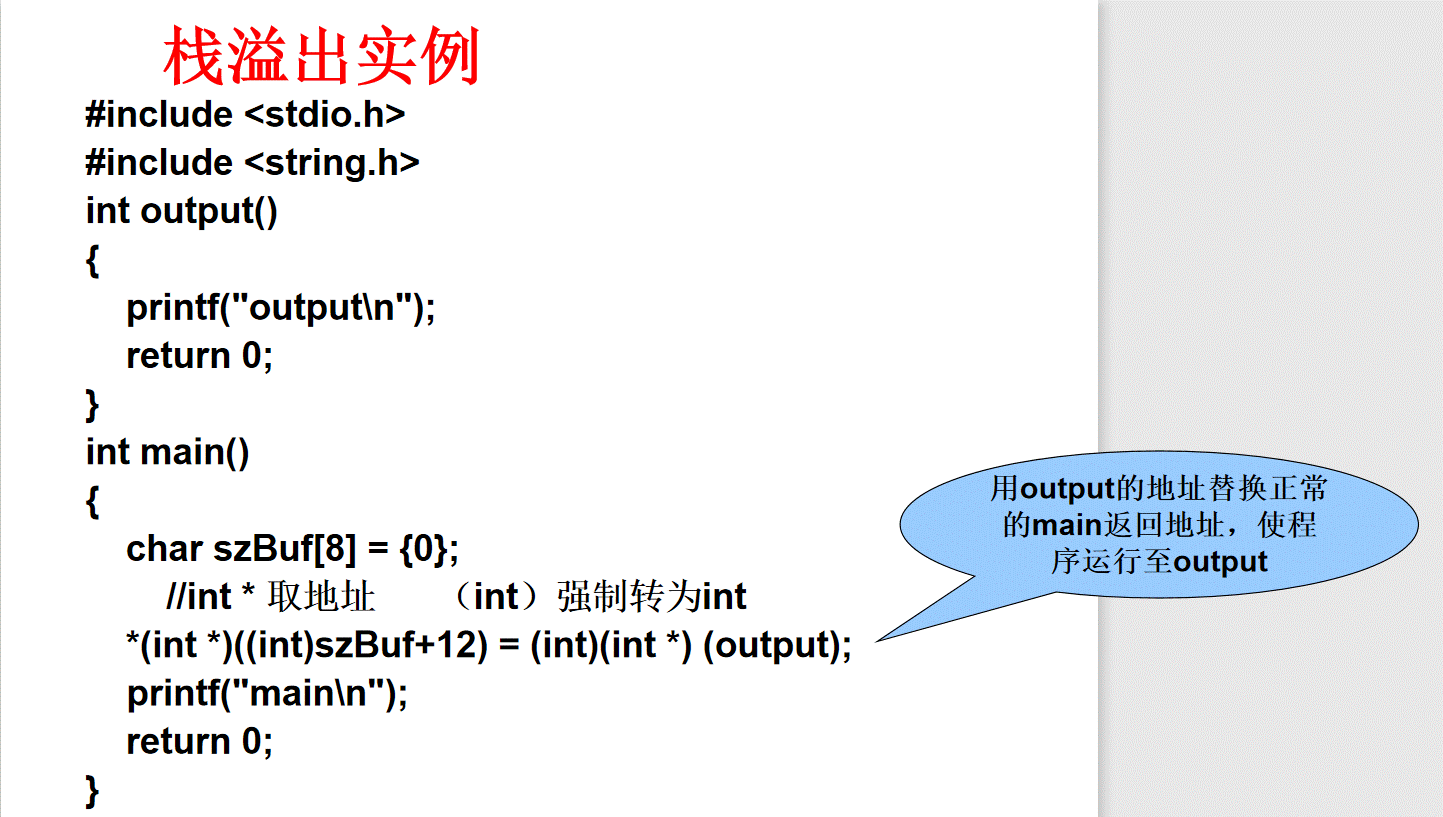 栈溢出实例
#include <stdio.h>
#include <string.h>
int output()
{
printf("output\n");
return 0;
}
int main()
{
char szBuf[8] = {0};
//int * 取地址 （int）强制转为int
*(int *)((int)szBuf+12) = (int)(int *) (output);
printf("main\n");
return 0;
}
用output的地址替换正常
的main返回地址，使程
序运行至output